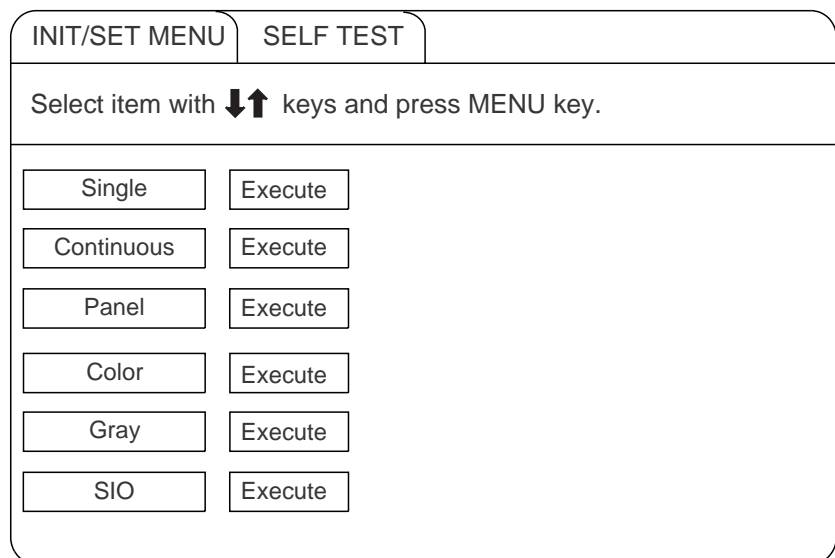 INIT/SET MENU SELF TEST
Select item with ⬇⬆ keys and press MENU key.
Single Execute
Continuous Execute
Panel Execute
Color Execute
Gray Execute
SIO Execute